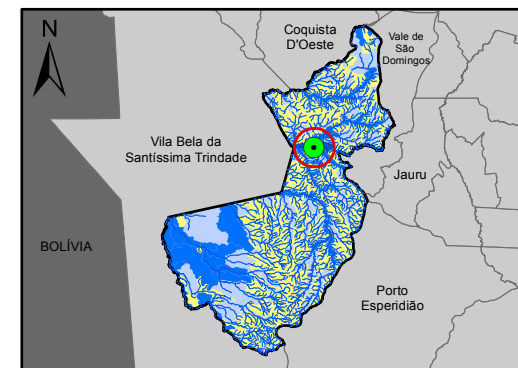 N
Coquista
D'Oeste
Vale de
São
Domingos
Vila Bela da
Santíssima Trindade
Jauru
BOLÍVIA
Porto
Esperidião